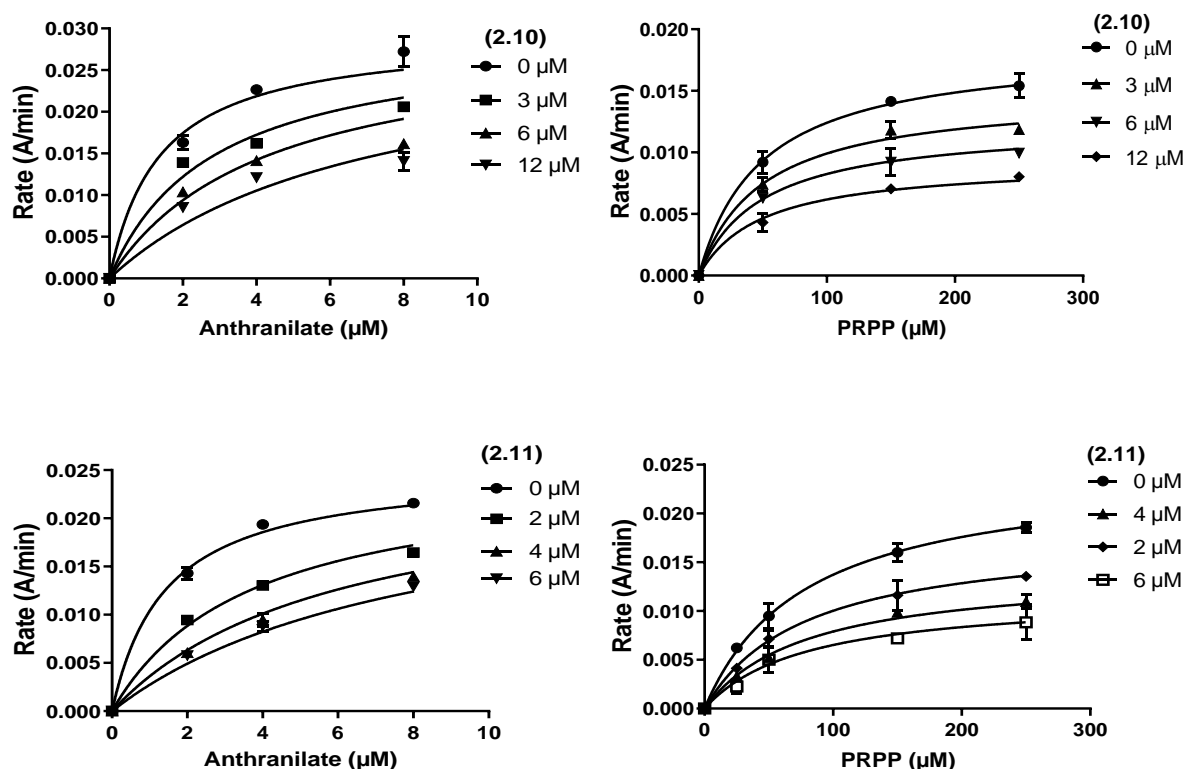 (2.10)
0 µM
3 µM
6 µM
12 µM
0.030
0.025
0.020
0.015
0.010
0.005
0.000
0 2 4 6 8 10
Rate (A/min)
Anthranilate (µM)
(2.10)
0 µM
3 µM
6 µM
12 µM
0.020
0.015
0.010
0.005
0.000
0 100 200 300
Rate (A/min)
PRPP (µM)
(2.11)
0 µM
2 µM
4 µM
6 µM
0.025
0.020
0.015
0.010
0.005
0.000
0 2 4 6 8 10
Rate (A/min)
Anthranilate (µM)
(2.11)
0 µM
4 µM
2 µM
6 µM
0.025
0.020
0.015
0.010
0.005
0.000
0 100 200 300
Rate (A/min)
PRPP (µM)